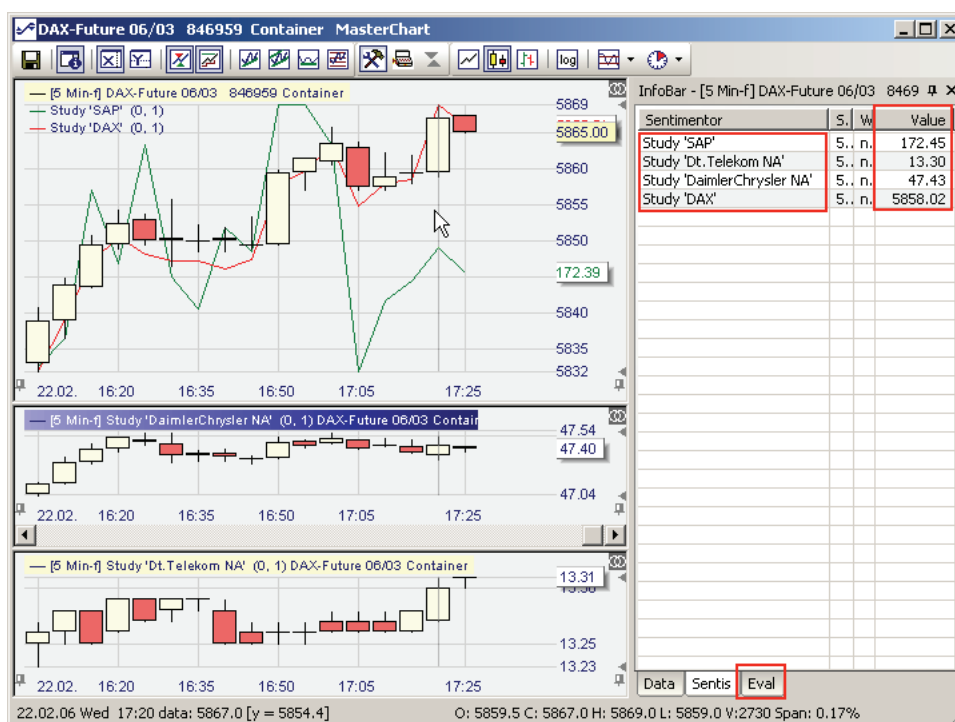 DAX-Future 06/03 846959 Container MasterChart
log
[5 Min-f] DAX-Future 06/03 846959 Container
Study 'SAP' (0, 1)
Study 'DAX' (0, 1)
5869
5865.00
5860
5855
5850
172.39
5840
5835
5832
22.02. 16:20 16:35 16:50 17:05 17:25
[5 Min-f] Study 'DaimlerChrysler NA' (0, 1) DAX-Future 06/03 Contain
47.54
47.40
47.04
22.02. 16:20 16:35 16:50 17:05 17:25
[5 Min-f] Study 'Dt.Telekom NA' (0, 1) DAX-Future 06/03 Container
13.31
13.25
13.23
22.02. 16:20 16:35 16:50 17:05 17:25
InfoBar - [5 Min-f] DAX-Future 06/03 8469
Sentimentor S. W Value
Study 'SAP' 5.. n. 172.45
Study 'Dt.Telekom NA' 5.. n. 13.30
Study 'DaimlerChrysler NA' 5.. n. 47.43
Study 'DAX' 5.. n. 5858.02
Data Sentis Eval
22.02.06 Wed 17:20 data: 5867.0 [y = 5854.4] O: 5859.5 C: 5867.0 H: 5869.0 L: 5859.0 V:2730 Span: 0.17%